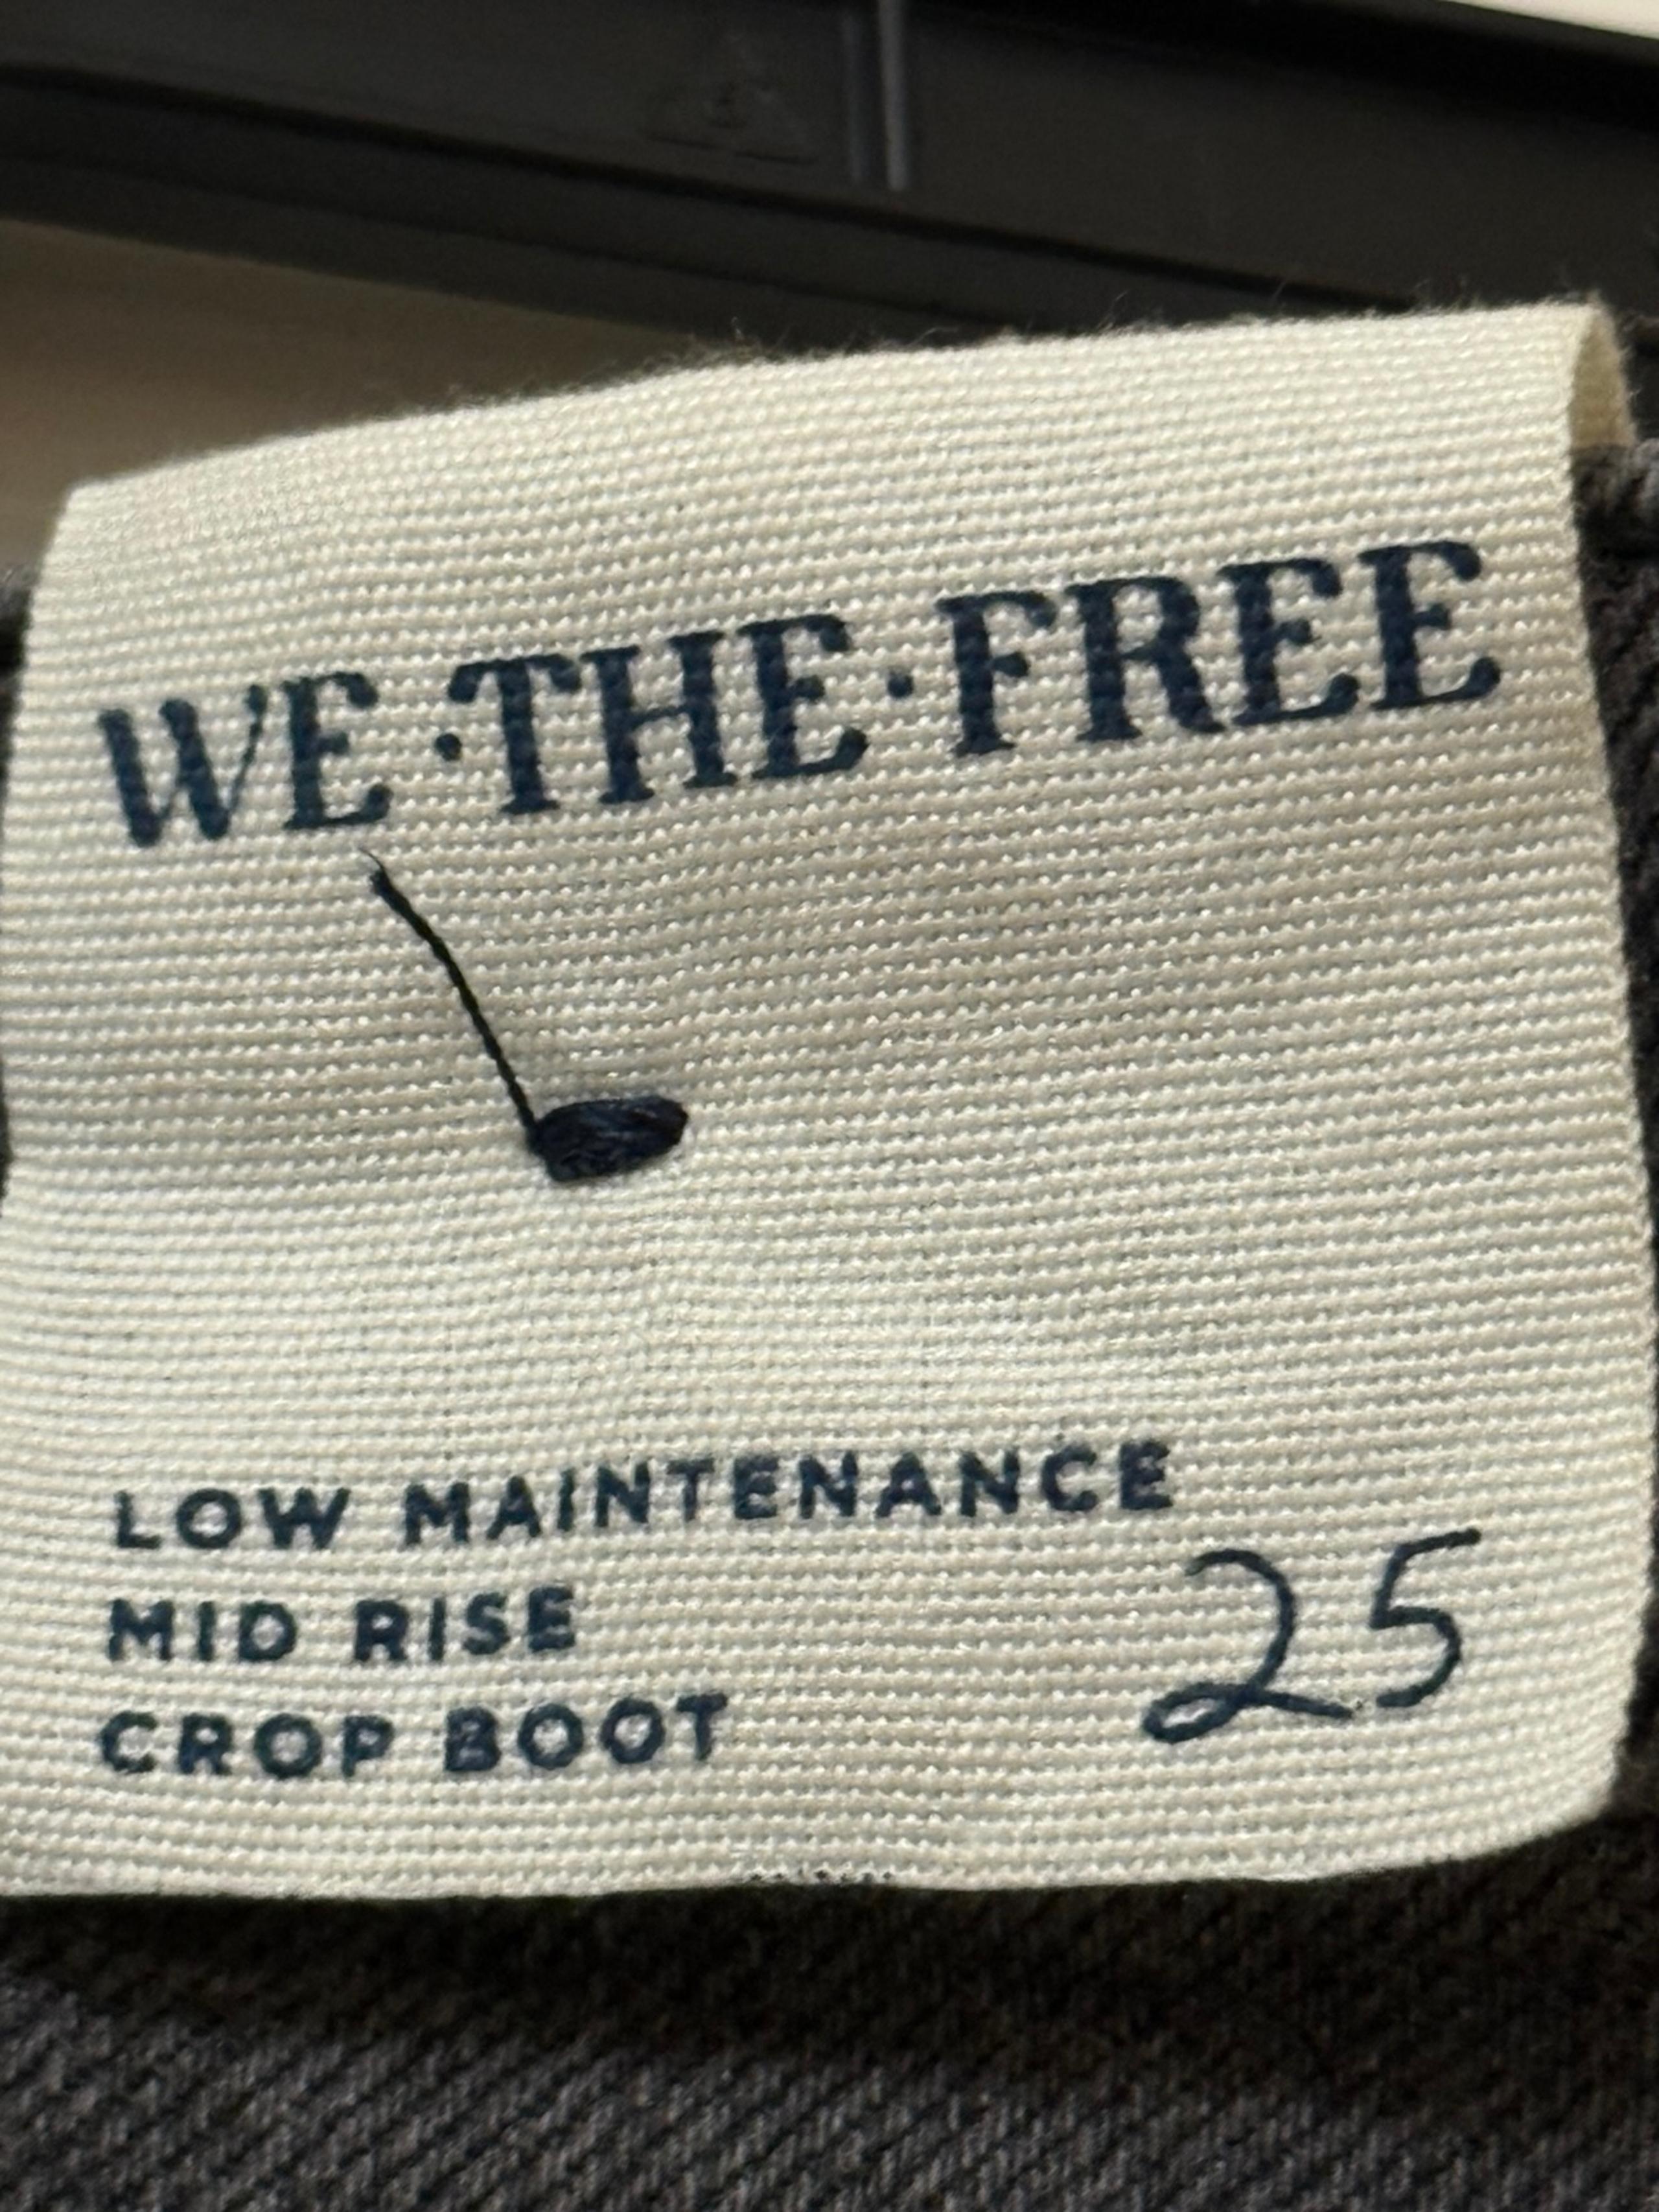 WE·THE·FREE
LOW MAINTENANCE
MID RISE
CROP BOOT
25